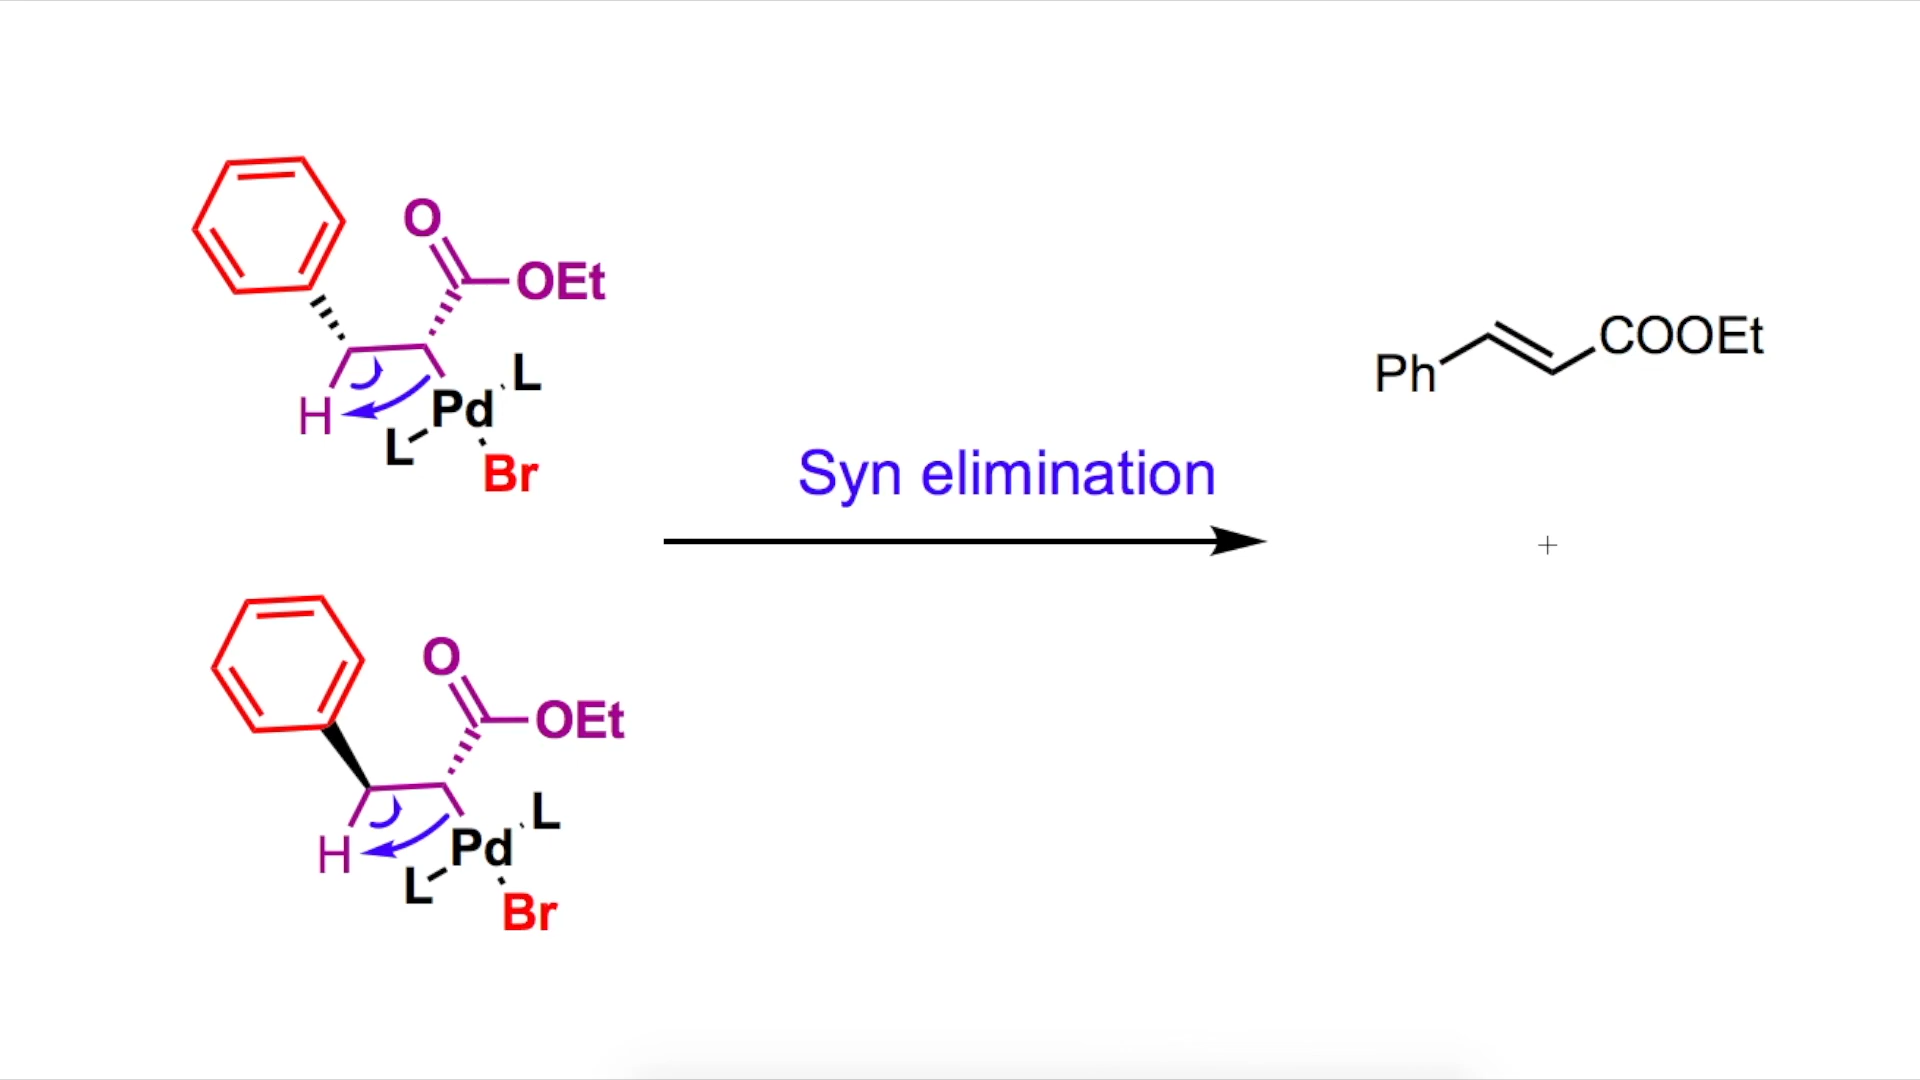 O
OEt
L
H
Pd
L
Br
Syn elimination
Ph
COOEt
+
O
OEt
L
H
Pd
L
Br